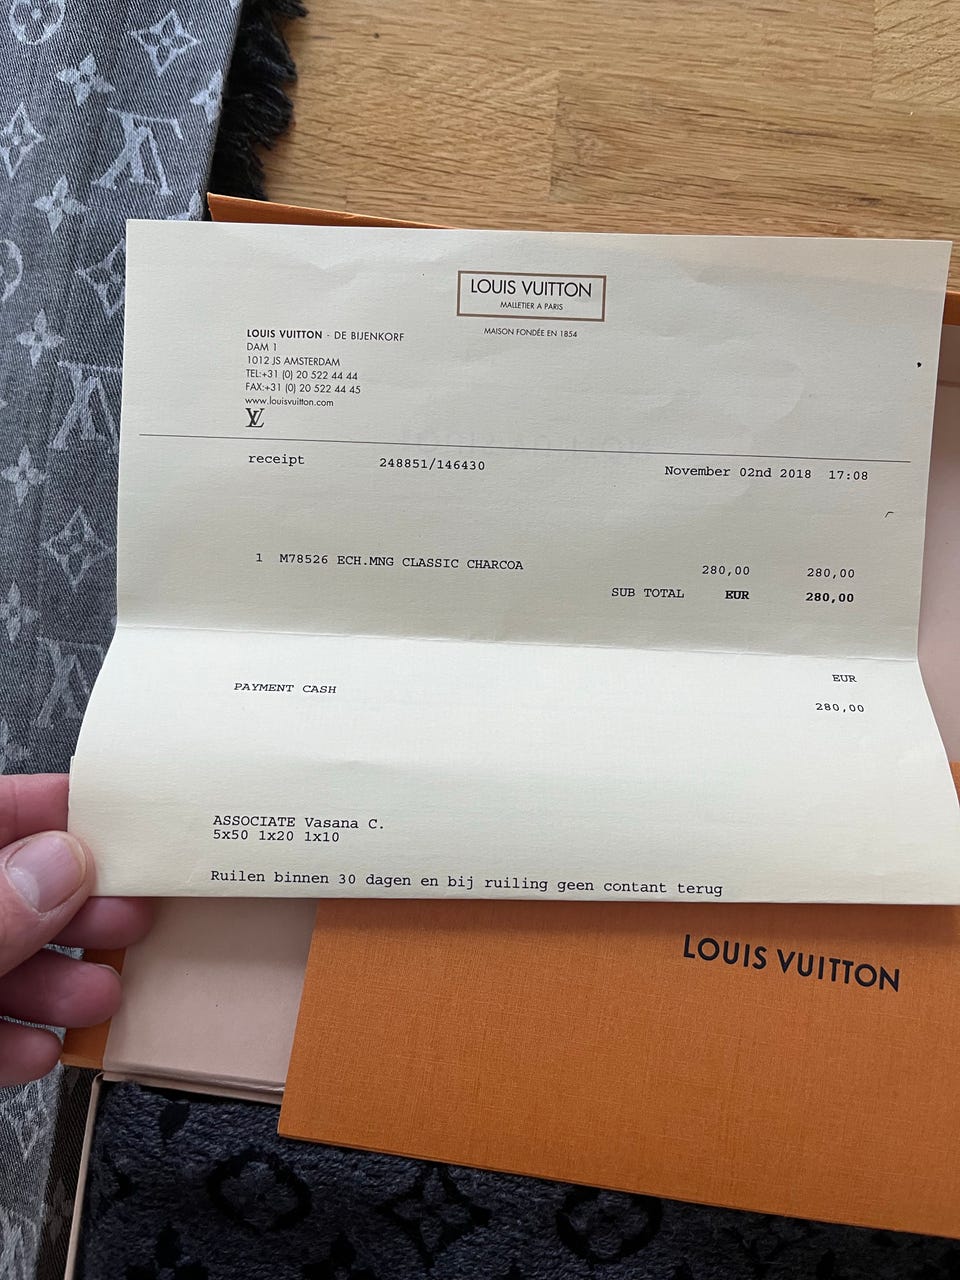 LOUIS VUITTON
MALLETIER A PARIS
MAISON FONDÉE EN 1854
LOUIS VUITTON - DE BIJENKORF
DAM 1
1012 JS AMSTERDAM
TEL:+31 (0) 20 522 44 44
FAX:+31 (0) 20 522 44 45
www.louisvuitton.com
LV
receipt 248851/146430 November 02nd 2018 17:08
1 M78526 ECH.MNG CLASSIC CHARCOA 280,00 280,00
SUB TOTAL EUR 280,00
EUR
PAYMENT CASH 280,00
ASSOCIATE Vasana C.
5x50 1x20 1x10
Ruilen binnen 30 dagen en bij ruiling geen contant terug
LOUIS VUITTON